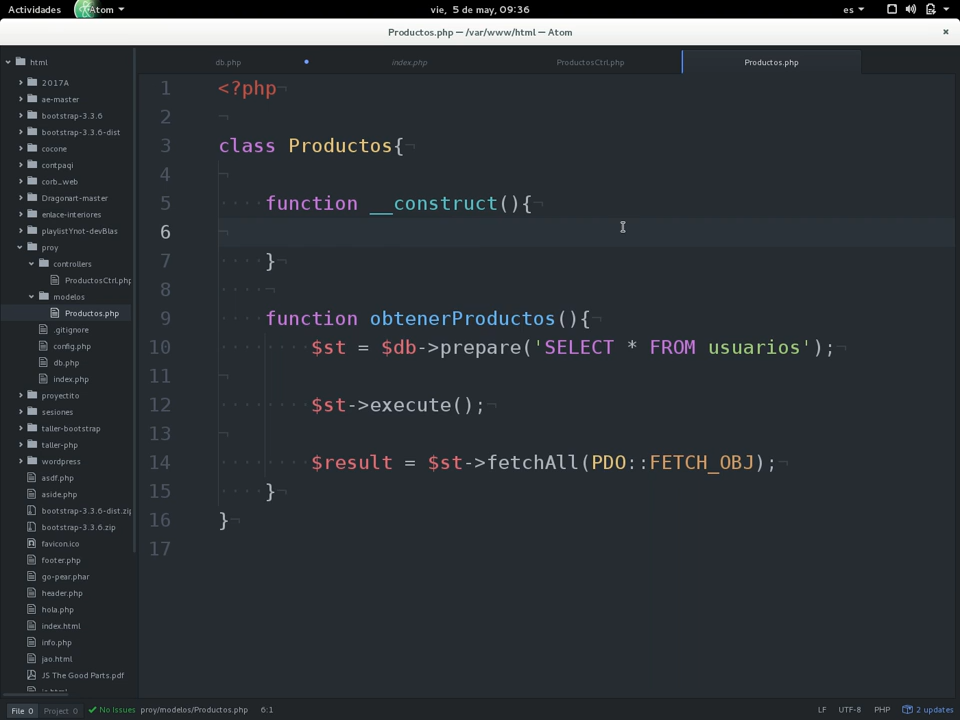 Actividades Atom vie, 5 de may, 09:36 es
Productos.php — /var/www/html — Atom
html
2017A
ae-master
bootstrap-3.3.6
bootstrap-3.3.6-dist
cocone
contpaqi
corb_web
Dragonart-master
enlace-interiores
playlistYnot-devBlas
proy
controllers
ProductosCtrl.php
modelos
Productos.php
.gitignore
config.php
db.php
index.php
proyectito
sesiones
taller-bootstrap
taller-php
wordpress
asdf.php
aside.php
bootstrap-3.3.6-dist.zip
bootstrap-3.3.6.zip
favicon.ico
footer.php
go-pear.phar
header.php
hola.php
index.html
info.php
jao.html
JS The Good Parts.pdf
db.php index.php ProductosCtrl.php Productos.php
1 <?php
2
3 class Productos{
4
5 function __construct(){
6
7 }
8
9 function obtenerProductos(){
10 $st = $db->prepare('SELECT * FROM usuarios');
11
12 $st->execute();
13
14 $result = $st->fetchAll(PDO::FETCH_OBJ);
15 }
16 }
17
File 0 Project 0 No Issues proy/modelos/Productos.php 6:1 LF UTF-8 PHP 2 updates